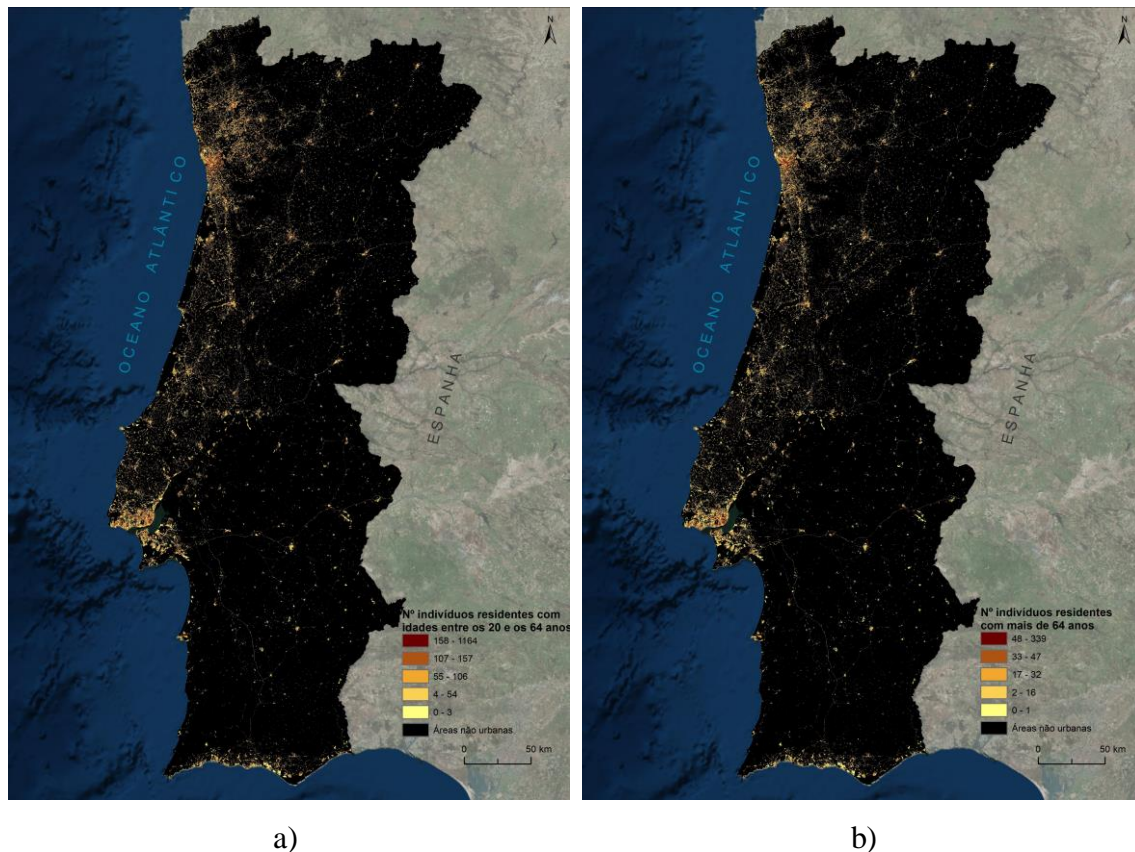 N
OCEANO ATLÂNTICO
ESPANHA
Nº indivíduos residentes com
idades entre os 20 e os 64 anos
158 - 1164
107 - 157
55 - 106
4 - 54
0 - 3
Áreas não urbanas
0 50 km
a)
N
OCEANO ATLÂNTICO
ESPANHA
Nº indivíduos residentes
com mais de 64 anos
48 - 339
33 - 47
17 - 32
2 - 16
0 - 1
Áreas não urbanas
0 50 km
b)